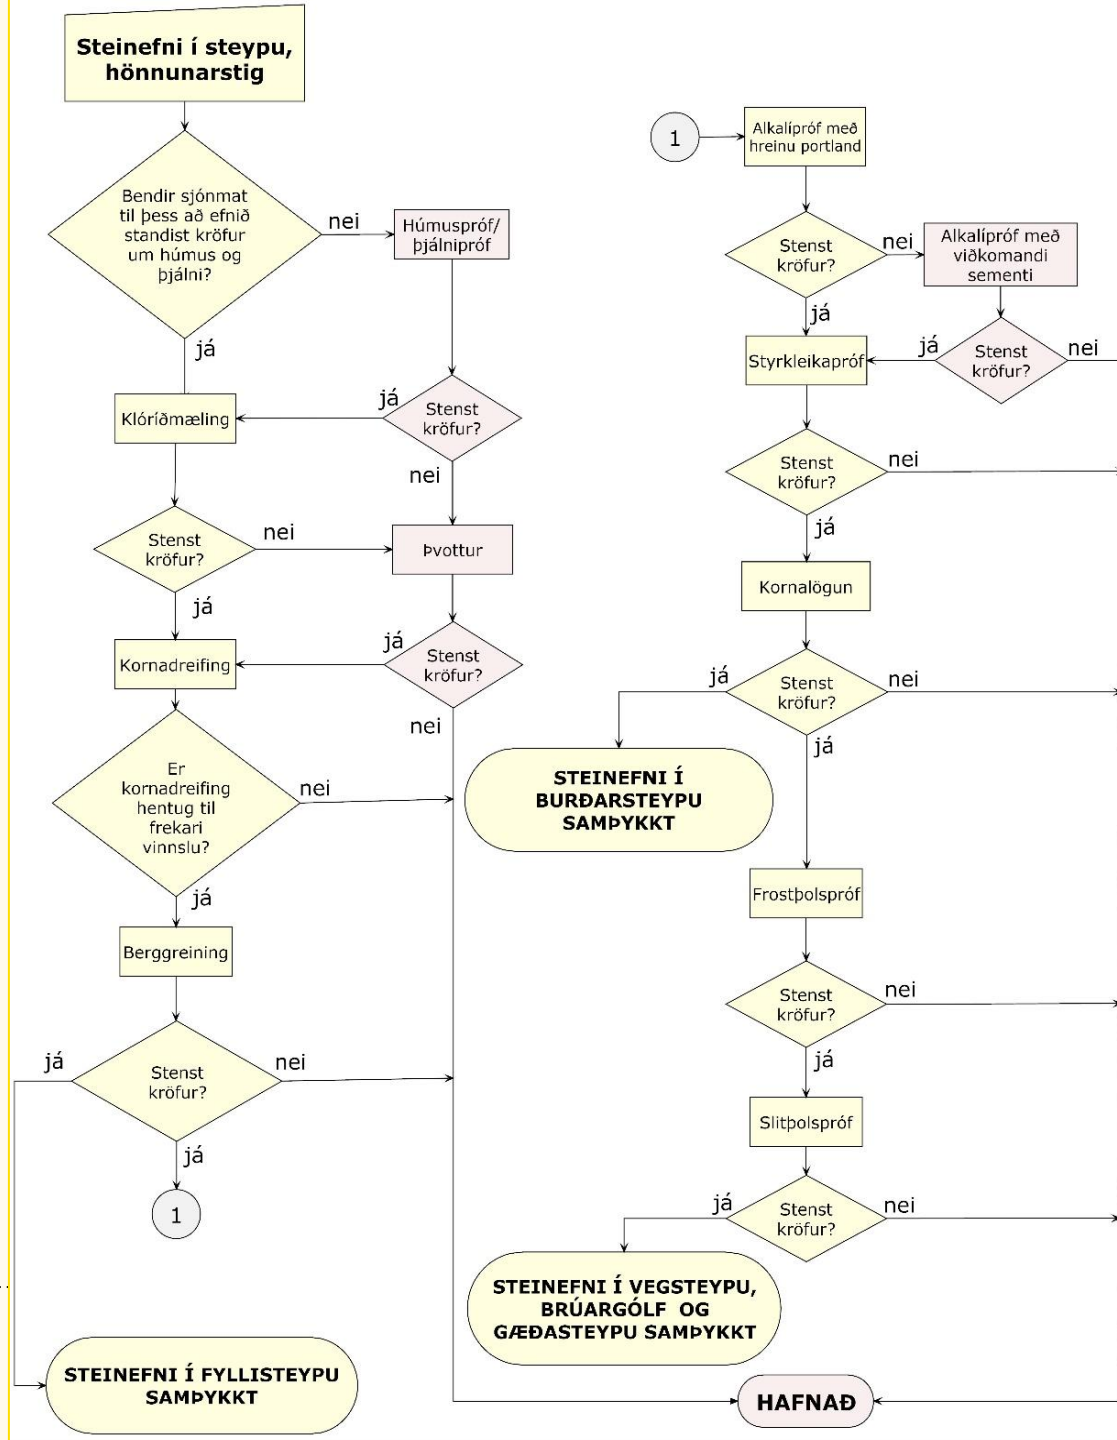 Steinefni í steypu,
hönnunarstig
Bendir sjónmat
til þess að efnið
standist kröfur
um húmus og
þjálni?
nei
Húmuspróf/
þjálnipróf
já
Klóríðmæling
já
Stenst
kröfur?
nei
Stenst
kröfur?
nei
Þvottur
já
Kornadreifing
já
Stenst
kröfur?
nei
Er
kornadreifing
hentug til
frekari
vinnslu?
nei
já
Berggreining
já
Stenst
kröfur?
nei
já
1
STEINEFNI Í FYLLISTEYPU
SAMÞYKKT
1
Alkalípróf með
hreinu portland
Stenst
kröfur?
nei
Alkalípróf með
viðkomandi
sementi
já
Styrkleikapróf
já
Stenst
kröfur?
nei
Stenst
kröfur?
nei
já
Kornalögun
já
Stenst
kröfur?
nei
já
STEINEFNI Í
BURÐARSTEYPU
SAMÞYKKT
Frostþolspróf
Stenst
kröfur?
nei
já
Slitþolspróf
já
Stenst
kröfur?
nei
STEINEFNI Í VEGSTEYPU,
BRÚARGÓLF OG
GÆÐASTEYPU SAMÞYKKT
HAFNAÐ